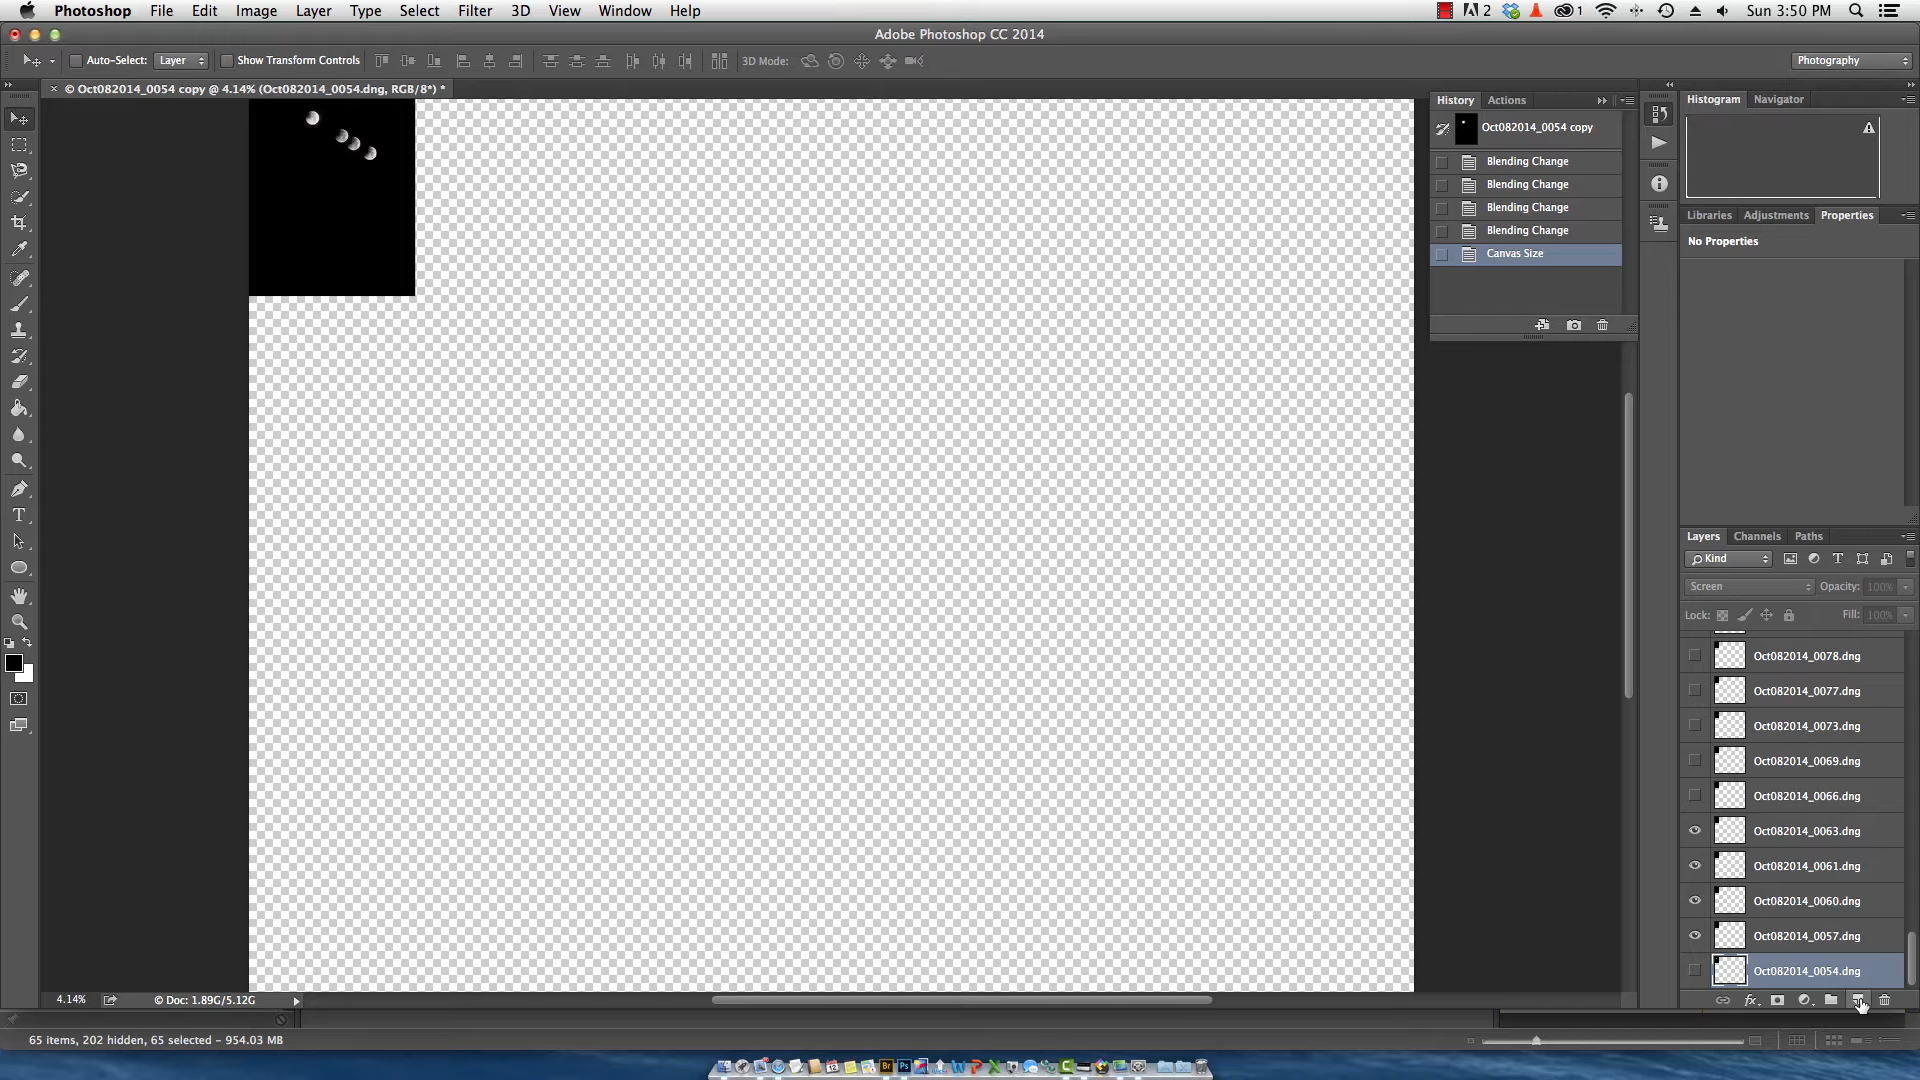 Photoshop File Edit Image Layer Type Select Filter 3D View Window Help
2 1 Sun 3:50 PM
Adobe Photoshop CC 2014
Auto-Select: Layer Show Transform Controls 3D Mode: Photography
× © Oct082014_0054 copy @ 4.14% (Oct082014_0054.dng, RGB/8*) *
History Actions
Oct082014_0054 copy
Blending Change
Blending Change
Blending Change
Blending Change
Canvas Size
Histogram Navigator
Libraries Adjustments Properties
No Properties
Layers Channels Paths
Kind
Screen Opacity: 100%
Lock: Fill: 100%
Oct082014_0078.dng
Oct082014_0077.dng
Oct082014_0073.dng
Oct082014_0069.dng
Oct082014_0066.dng
Oct082014_0063.dng
Oct082014_0061.dng
Oct082014_0060.dng
Oct082014_0057.dng
Oct082014_0054.dng
fx
4.14% © Doc: 1.89G/5.12G
65 items, 202 hidden, 65 selected - 954.03 MB
Br Ps